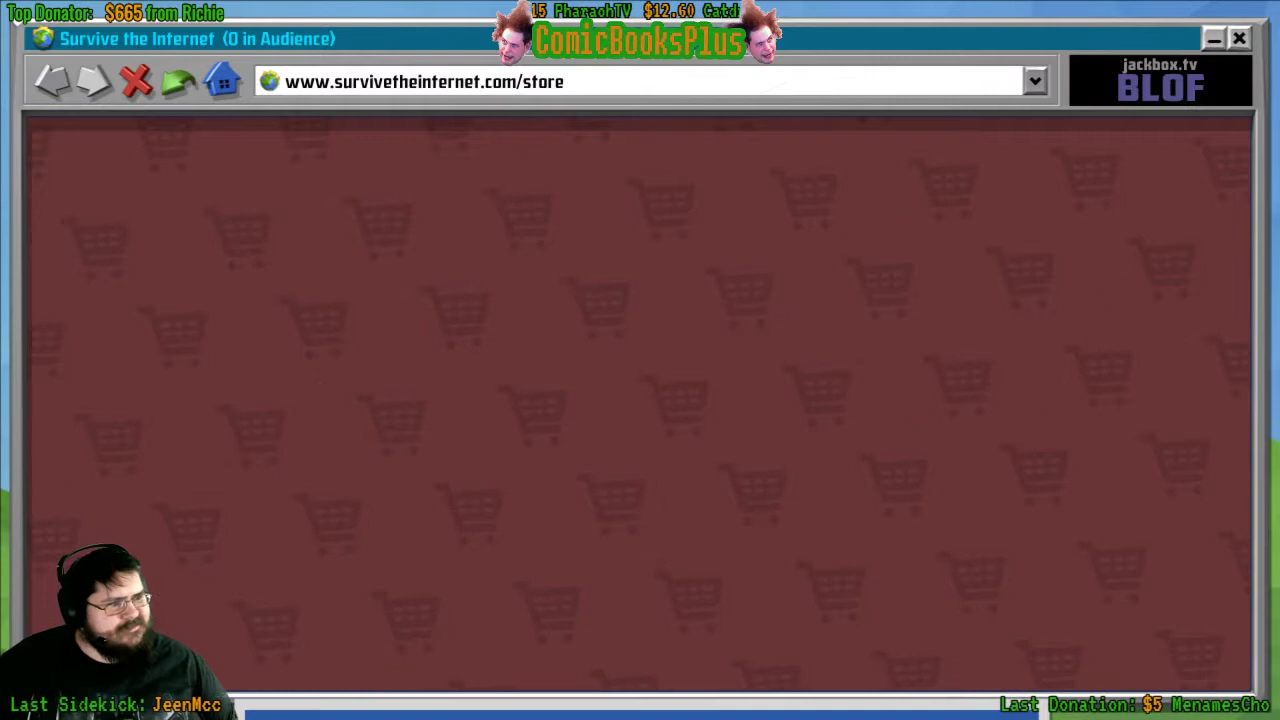 Top Donator: $665 from Richie
15 PharaohTV $12.60 Catd
ComicBooksPlus
Survive the Internet (0 in Audience)
www.survivetheinternet.com/store
jackbox.tv
BLOF
Last Sidekick: JeenMcc
Last Donation: $5 MenamesCho